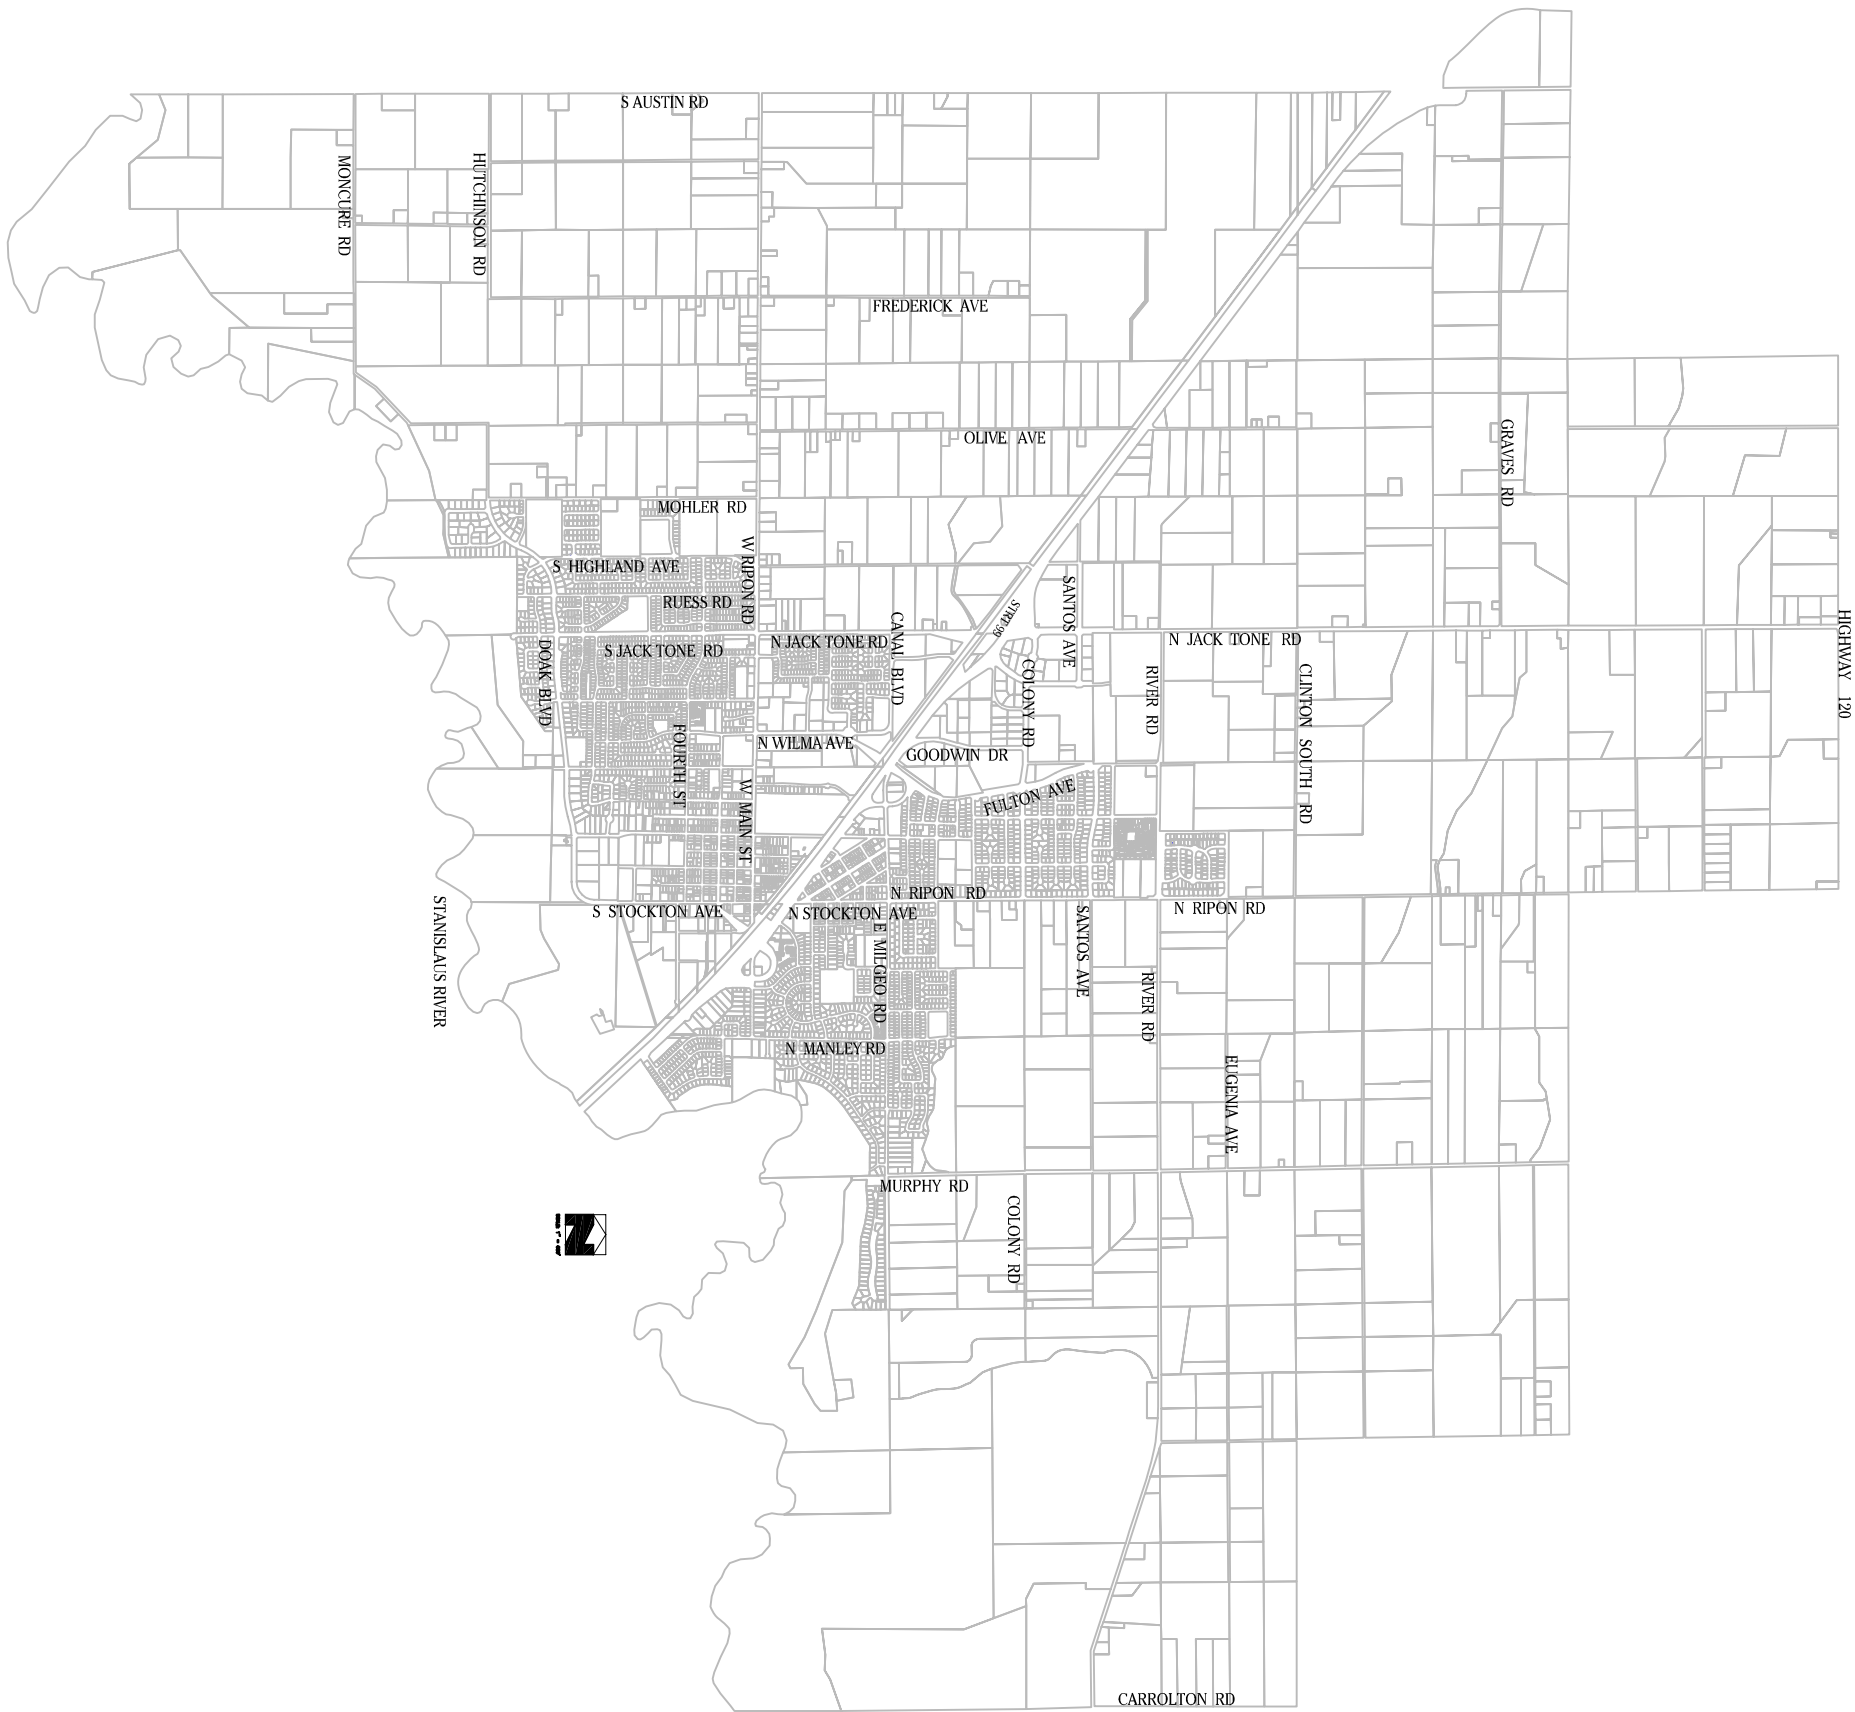 S AUSTIN RD
MONCURE RD
HUTCHINSON RD
FREDERICK AVE
OLIVE AVE
GRAVES RD
MOHLER RD
W RIPON RD
S HIGHLAND AVE
RUESS RD
SANTOS AVE
CANAL BLVD
HIGHWAY 120
N JACK TONE RD
N JACK TONE RD
S JACK TONE RD
DOAK BLVD
COLONY RD
RIVER RD
CLINTON SOUTH RD
FOURTH ST
N WILMA AVE
GOODWIN DR
W MAIN ST
FULTON AVE
N RIPON RD
N RIPON RD
STANISLAUS RIVER
S STOCKTON AVE
N STOCKTON AVE
E MILGEO RD
SANTOS AVE
RIVER RD
N MANLEY RD
EUGENIA AVE
MURPHY RD
COLONY RD
CARROLTON RD